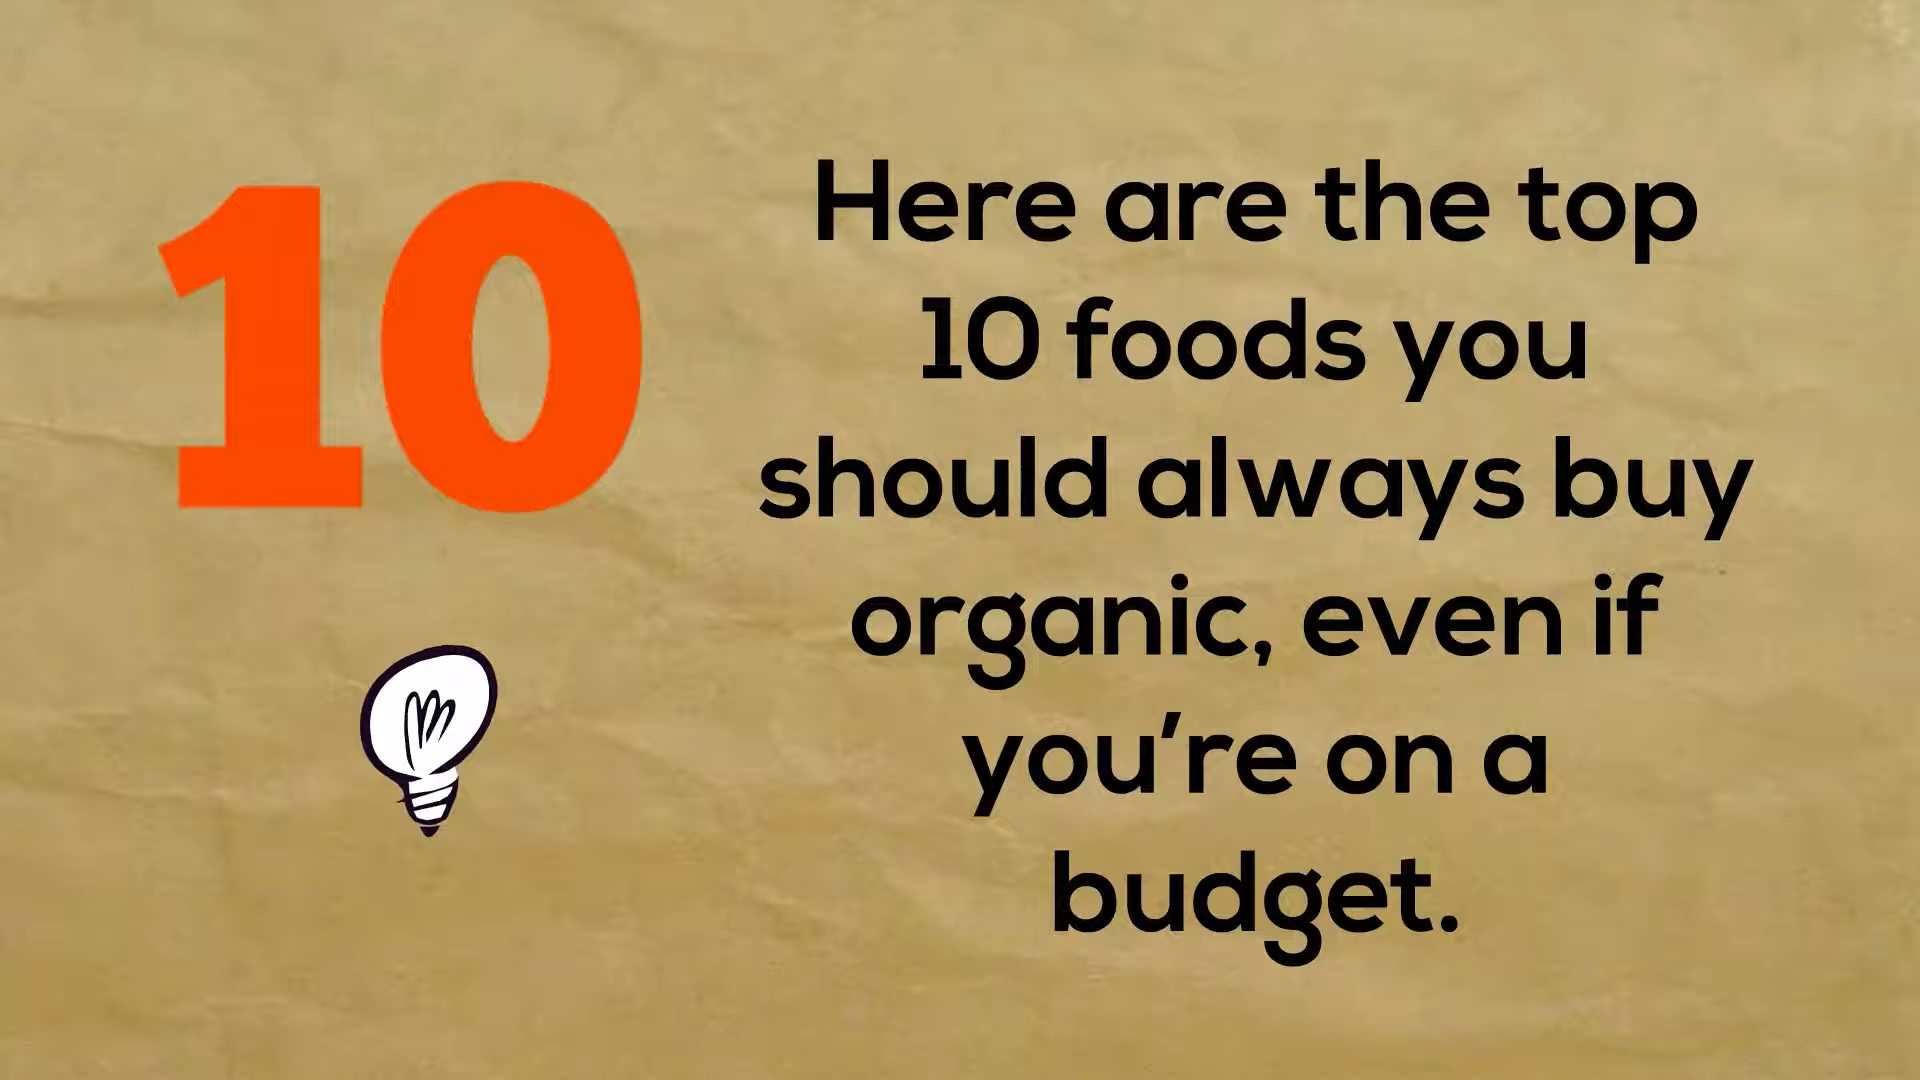 10
Here are the top
10 foods you
should always buy
organic, even if
you’re on a
budget.